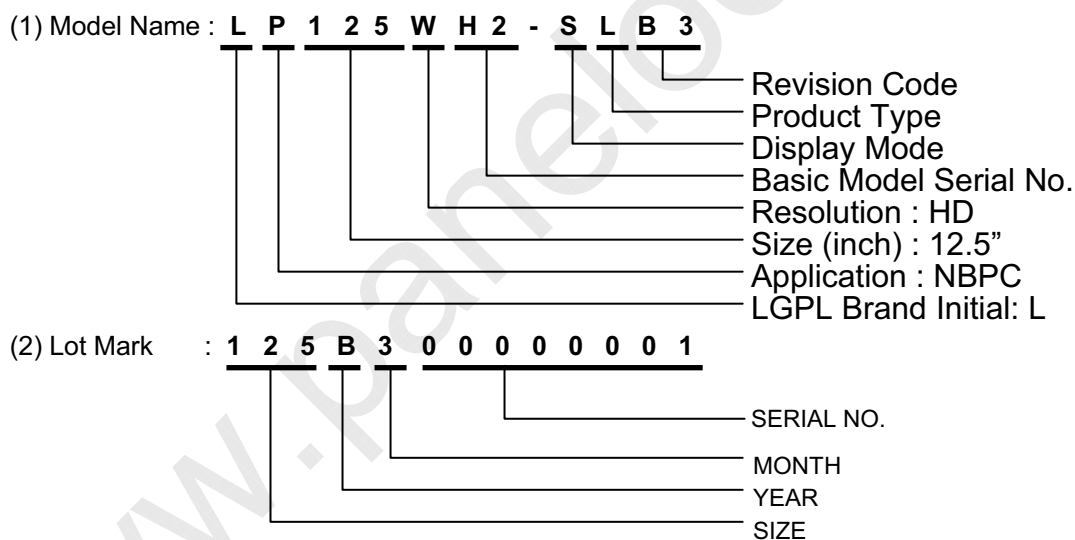 (1) Model Name : L P 1 2 5 W H 2 - S L B 3
Revision Code
Product Type
Display Mode
Basic Model Serial No.
Resolution : HD
Size (inch) : 12.5”
Application : NBPC
LGPL Brand Initial: L
(2) Lot Mark : 1 2 5 B 3 0 0 0 0 0 0 0 1
SERIAL NO.
MONTH
YEAR
SIZE
w.panelo